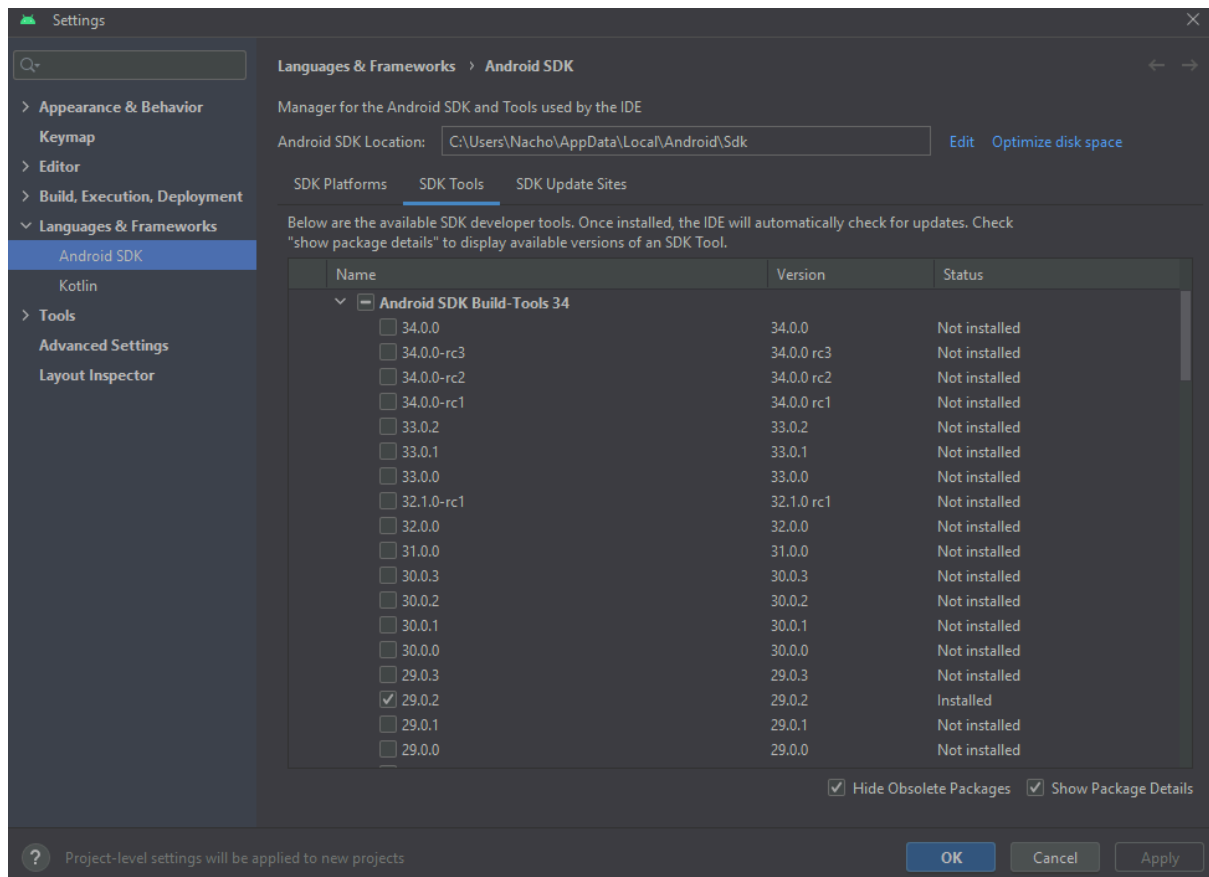 Settings
Languages & Frameworks › Android SDK
Appearance & Behavior
Keymap
Editor
Build, Execution, Deployment
Languages & Frameworks
Android SDK
Kotlin
Tools
Advanced Settings
Layout Inspector
Manager for the Android SDK and Tools used by the IDE
Android SDK Location: C:\Users\Nacho\AppData\Local\Android\Sdk Edit Optimize disk space
SDK Platforms SDK Tools SDK Update Sites
Below are the available SDK developer tools. Once installed, the IDE will automatically check for updates. Check
"show package details" to display available versions of an SDK Tool.
Name Version Status
Android SDK Build-Tools 34
34.0.0 34.0.0 Not installed
34.0.0-rc3 34.0.0 rc3 Not installed
34.0.0-rc2 34.0.0 rc2 Not installed
34.0.0-rc1 34.0.0 rc1 Not installed
33.0.2 33.0.2 Not installed
33.0.1 33.0.1 Not installed
33.0.0 33.0.0 Not installed
32.1.0-rc1 32.1.0 rc1 Not installed
32.0.0 32.0.0 Not installed
31.0.0 31.0.0 Not installed
30.0.3 30.0.3 Not installed
30.0.2 30.0.2 Not installed
30.0.1 30.0.1 Not installed
30.0.0 30.0.0 Not installed
29.0.3 29.0.3 Not installed
29.0.2 29.0.2 Installed
29.0.1 29.0.1 Not installed
29.0.0 29.0.0 Not installed
Hide Obsolete Packages Show Package Details
? Project-level settings will be applied to new projects
OK Cancel Apply